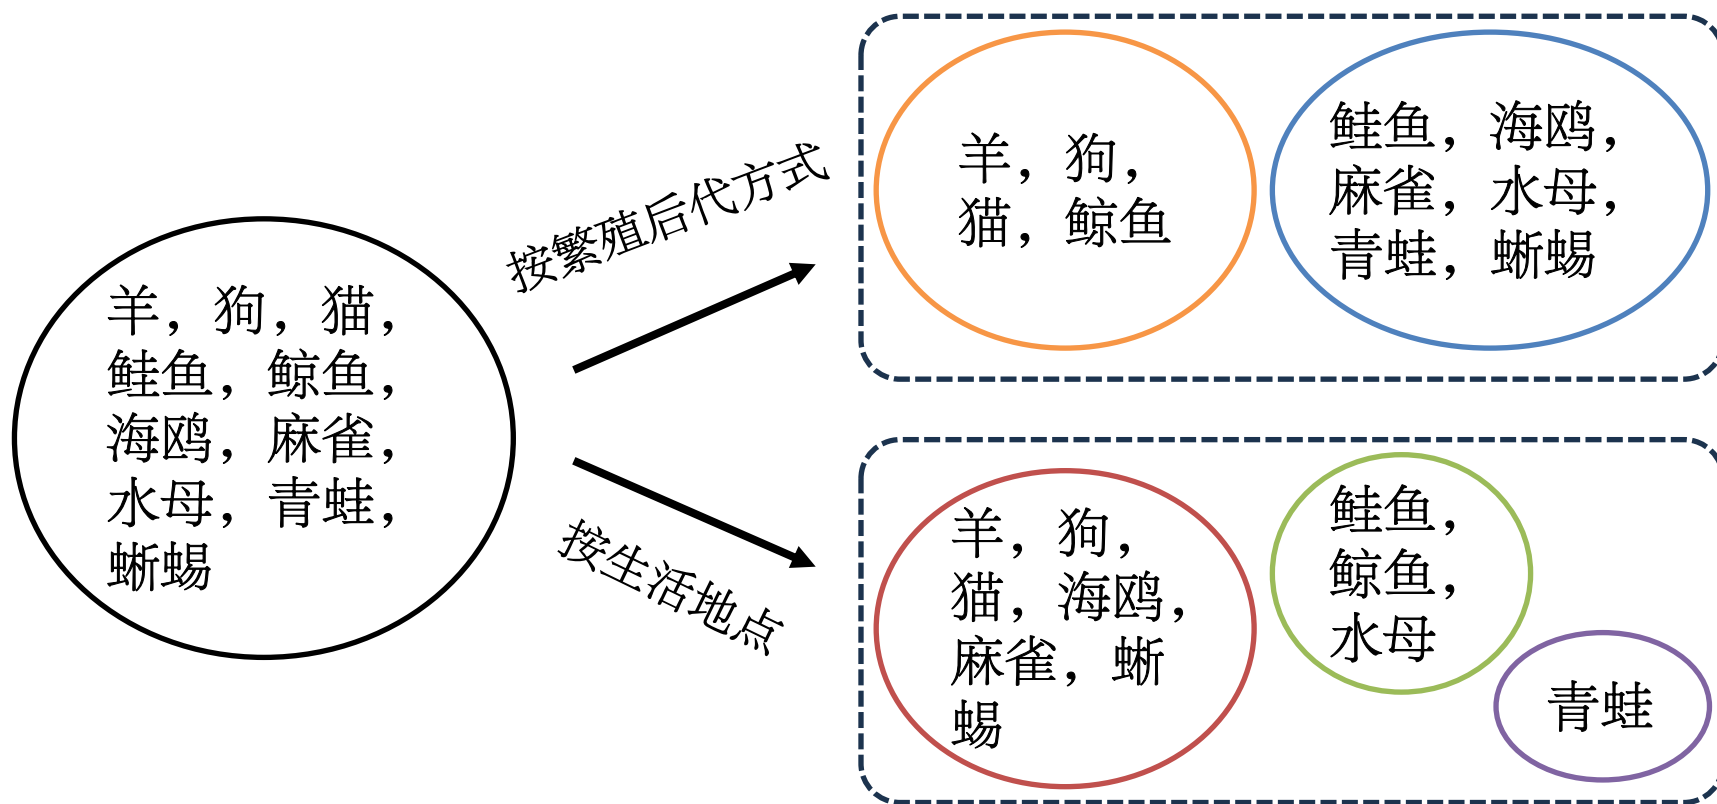 羊，狗，猫，
鲑鱼，鲸鱼，
海鸥，麻雀，
水母，青蛙，
蜥蜴
按繁殖后代方式
羊，狗，
猫，鲸鱼
鲑鱼，海鸥，
麻雀，水母，
青蛙，蜥蜴
按生活地点
羊，狗，
猫，海鸥，
麻雀，蜥
蜴
鲑鱼，
鲸鱼，
水母
青蛙